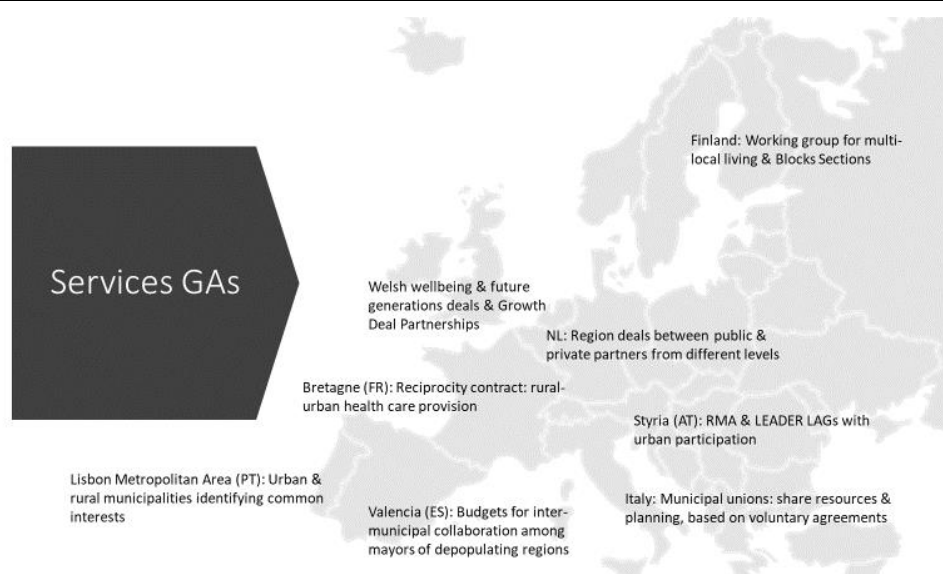 Services GAs
Finland: Working group for multi-
local living & Blocks Sections
Welsh wellbeing & future
generations deals & Growth
Deal Partnerships
NL: Region deals between public &
private partners from different levels
Bretagne (FR): Reciprocity contract: rural-
urban health care provision
Styria (AT): RMA & LEADER LAGs with
urban participation
Lisbon Metropolitan Area (PT): Urban &
rural municipalities identifying common
interests
Valencia (ES): Budgets for inter-
municipal collaboration among
mayors of depopulating regions
Italy: Municipal unions: share resources &
planning, based on voluntary agreements